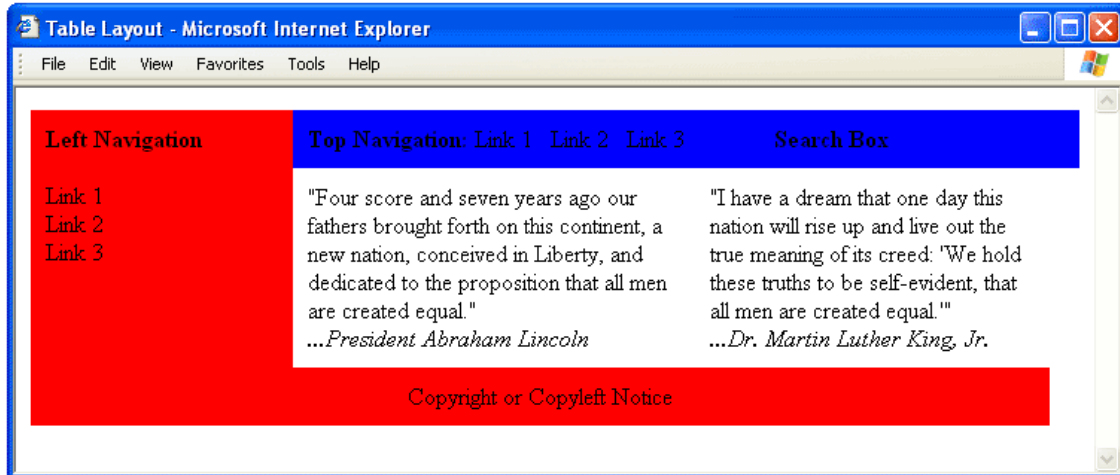 Table Layout - Microsoft Internet Explorer
File Edit View Favorites Tools Help
Left Navigation
Link 1
Link 2
Link 3
Top Navigation: Link 1 Link 2 Link 3
Search Box
"Four score and seven years ago our
fathers brought forth on this continent, a
new nation, conceived in Liberty, and
dedicated to the proposition that all men
are created equal."
...President Abraham Lincoln
"I have a dream that one day this
nation will rise up and live out the
true meaning of its creed: 'We hold
these truths to be self-evident, that
all men are created equal.'"
...Dr. Martin Luther King, Jr.
Copyright or Copyleft Notice